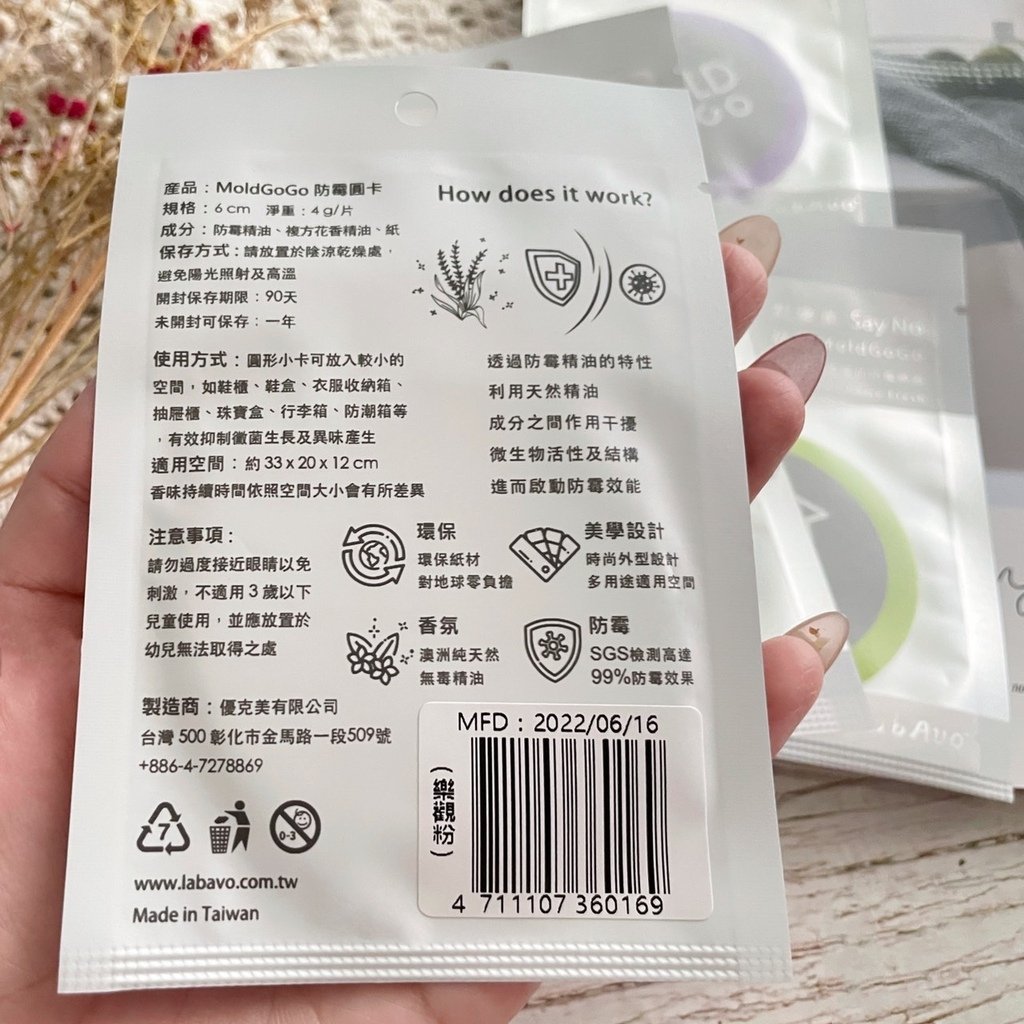 產品：MoldGoGo 防霉圓卡
規格：6 cm 淨重：4 g/片
成分：防霉精油、複方花香精油、紙
保存方式：請放置於陰涼乾燥處，
避免陽光照射及高溫
開封保存期限：90天
未開封可保存：一年
How does it work?
使用方式：圓形小卡可放入較小的
空間，如鞋櫃、鞋盒、衣服收納箱、
抽屜櫃、珠寶盒、行李箱、防潮箱等
，有效抑制黴菌生長及異味產生
適用空間：約 33 x 20 x 12 cm
香味持續時間依照空間大小會有所差異
透過防霉精油的特性
利用天然精油
成分之間作用干擾
微生物活性及結構
進而啟動防霉效能
注意事項：
請勿過度接近眼睛以免
刺激，不適用 3 歲以下
兒童使用，並應放置於
幼兒無法取得之處
環保
環保紙材
對地球零負擔
美學設計
時尚外型設計
多用途適用空間
香氛
澳洲純天然
無毒精油
防霉
SGS檢測高達
99%防霉效果
製造商：優克美有限公司
台灣 500 彰化市金馬路一段509號
+886-4-7278869
7
0-3
www.labavo.com.tw
Made in Taiwan
MFD：2022/06/16
(樂觀粉)
4 711107 360169
Say No
MoldGoGo